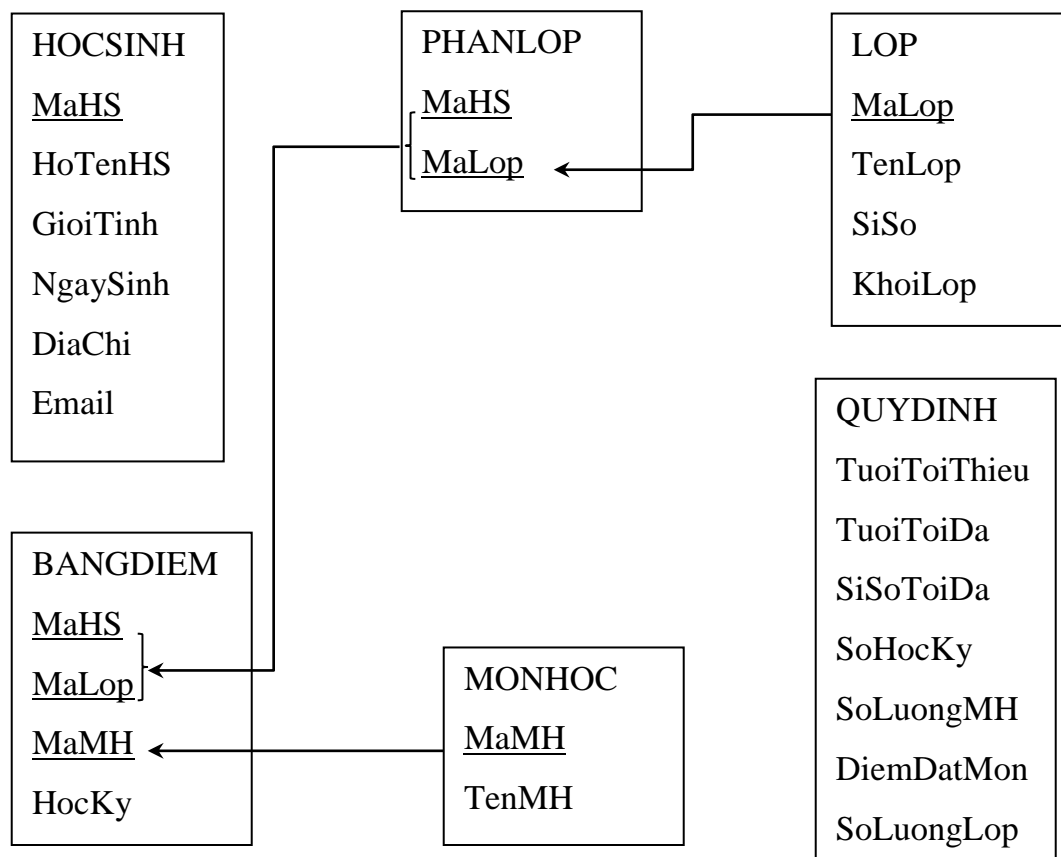 HOCSINH
MaHS
HoTenHS
GioiTinh
NgaySinh
DiaChi
Email
PHANLOP
MaHS
MaLop
LOP
MaLop
TenLop
SiSo
KhoiLop
QUYDINH
TuoiToiThieu
TuoiToiDa
SiSoToiDa
SoHocKy
SoLuongMH
DiemDatMon
SoLuongLop
BANGDIEM
MaHS
MaLop
MaMH
HocKy
MONHOC
MaMH
TenMH